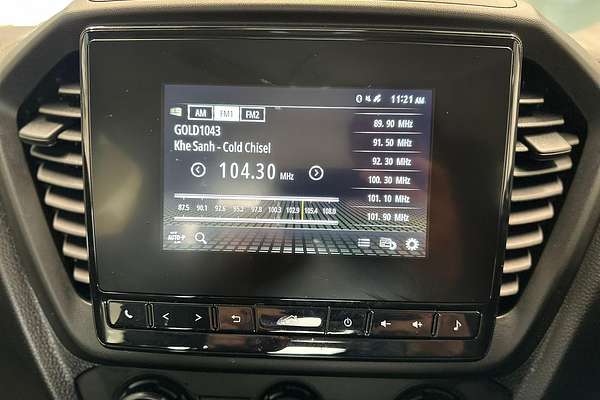 11:21 AM
AM FM1 FM2
GOLD1043
Khe Sanh - Cold Chisel
104.30 MHz
89. 90 MHz
91. 50 MHz
92. 30 MHz
100. 30 MHz
101. 10 MHz
101. 90 MHz
87.5 90.1 92.6 95.2 97.8 100.3 102.9 105.4 108.0
AUTO-P